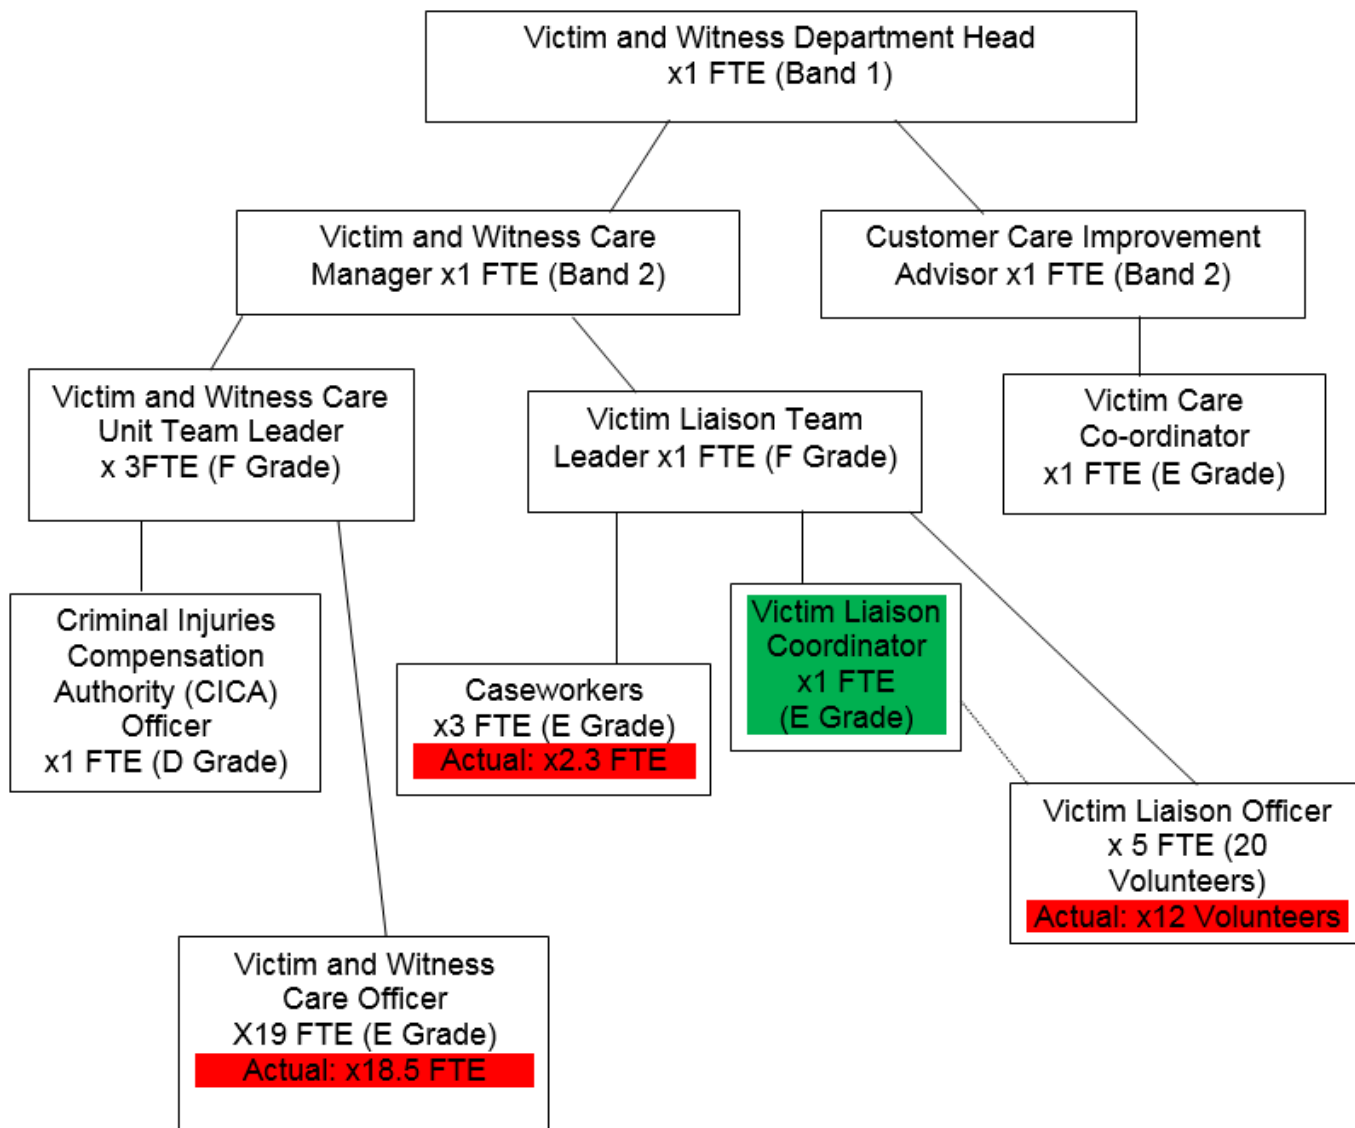 Victim and Witness Department Head
x1 FTE (Band 1)
Victim and Witness Care
Manager x1 FTE (Band 2)
Customer Care Improvement
Advisor x1 FTE (Band 2)
Victim and Witness Care
Unit Team Leader
x 3FTE (F Grade)
Victim Liaison Team
Leader x1 FTE (F Grade)
Victim Care
Co-ordinator
x1 FTE (E Grade)
Criminal Injuries
Compensation
Authority (CICA)
Officer
x1 FTE (D Grade)
Caseworkers
x3 FTE (E Grade)
Actual: x2.3 FTE
Victim Liaison
Coordinator
x1 FTE
(E Grade)
Victim Liaison Officer
x 5 FTE (20
Volunteers)
Actual: x12 Volunteers
Victim and Witness
Care Officer
X19 FTE (E Grade)
Actual: x18.5 FTE